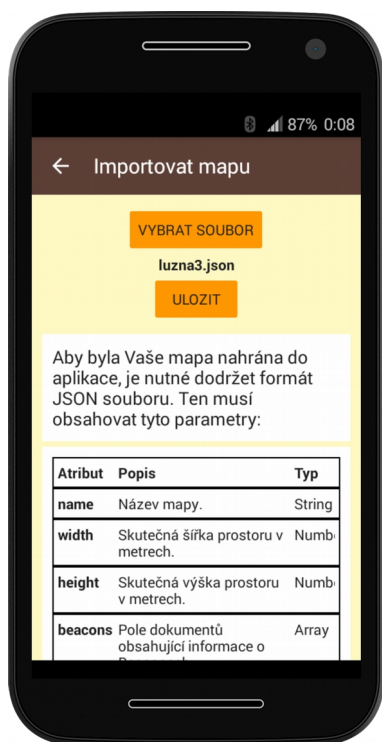 87% 0:08
Importovat mapu
VYBRAT SOUBOR
luzna3.json
ULOZIT
Aby byla Vaše mapa nahrána do
aplikace, je nutné dodržet formát
JSON souboru. Ten musí
obsahovat tyto parametry:
Atribut Popis Typ
name Název mapy. String
width Skutečná šířka prostoru v Numb
metrech.
height Skutečná výška prostoru Numb
v metrech.
beacons Pole dokumentů Array
obsahující informace o